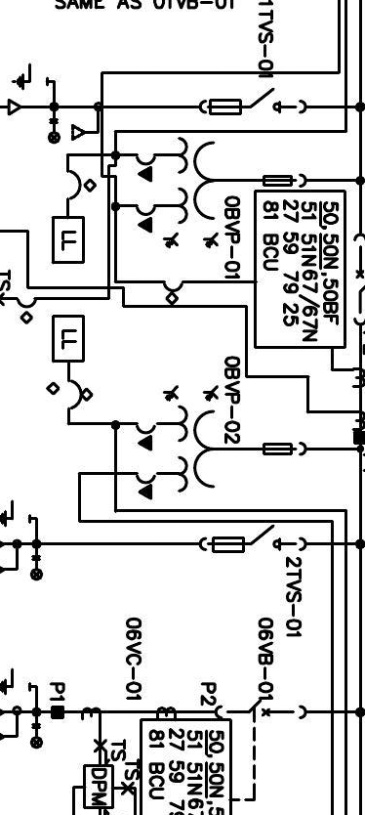 SAME AS 01VB-01
1TVS-01
0BVP-01
50, 50N, 50BF
51 51N67/67N
27 59 79 25
81 BCU
LL
TS
LL
0BVP-02
2TVS-01
06VC-01
06VB-01
P1
P2
50, 50N, 5
51 51N67
27 59 79
81 BCU
TS
TS
DPM